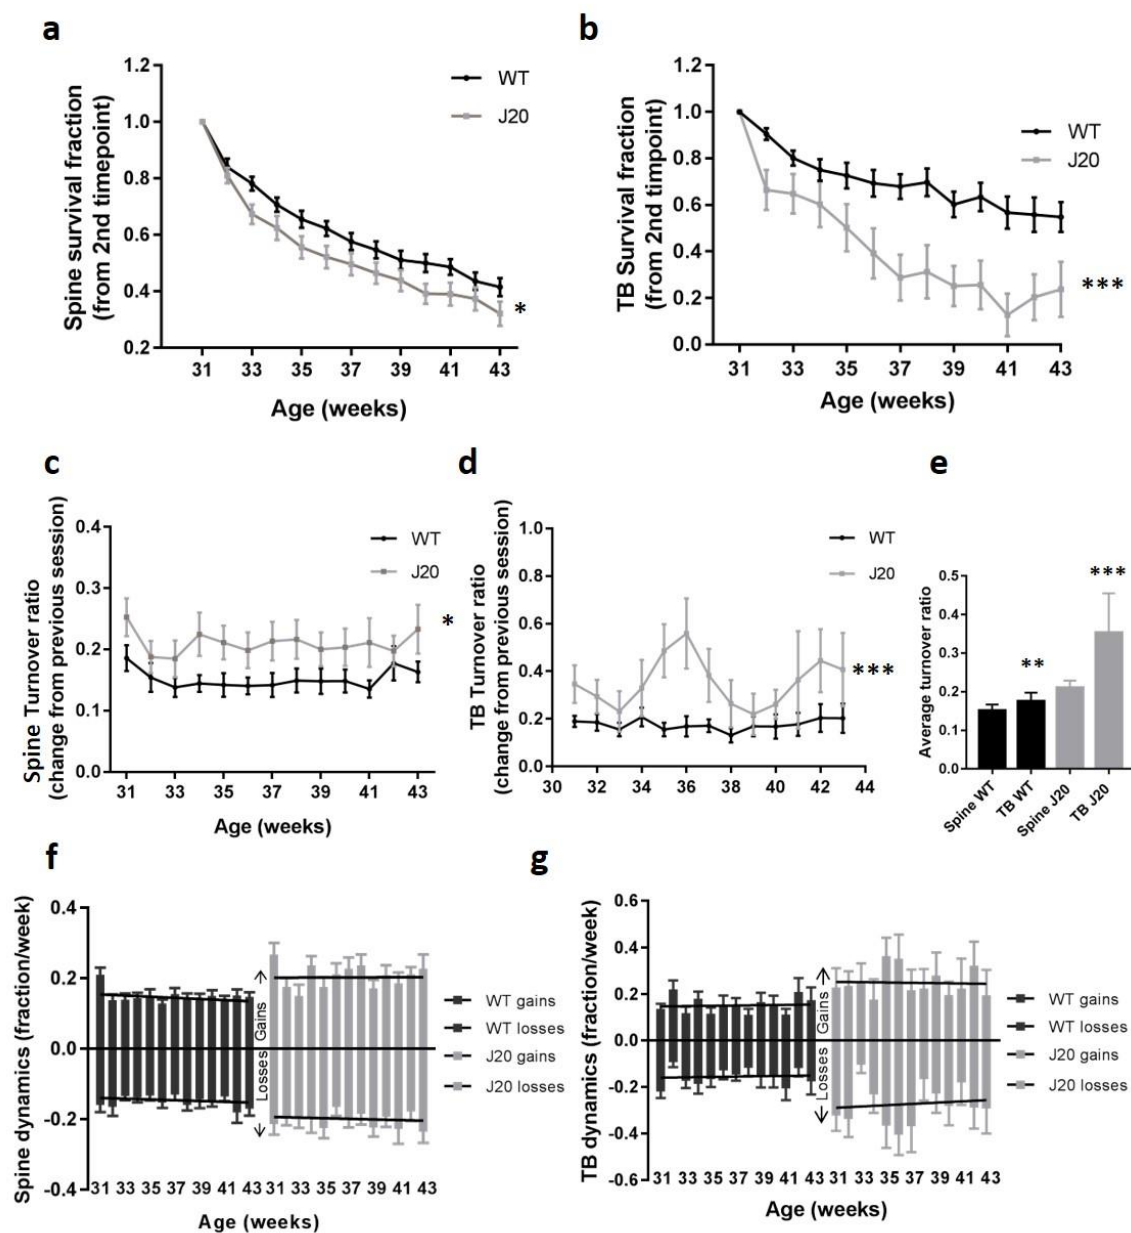 a
Spine survival fraction
(from 2nd timepoint)
1.2
1.0
0.8
0.6
0.4
0.2
WT
J20
*
31 33 35 37 39 41 43
Age (weeks)
b
TB Survival fraction
(from 2nd timpoint)
1.2
1.0
0.8
0.6
0.4
0.2
0.0
WT
J20
***
31 33 35 37 39 41 43
Age (weeks)
c
Spine Turnover ratio
(change from previous session)
0.4
0.3
0.2
0.1
0.0
WT
J20
*
31 33 35 37 39 41 43
Age (weeks)
d
TB Turnover ratio
(change from previous session)
1.0
0.8
0.6
0.4
0.2
0.0
WT
J20
***
30 32 34 36 38 40 42 44
Age (weeks)
e
Average turnover ratio
0.5
0.4
0.3
0.2
0.1
0.0
**
***
Spine WT
TB WT
Spine J20
TB J20
f
Spine dynamics (fraction/week)
0.4
0.2
0.0
-0.2
-0.4
Gains
Losses
WT gains
WT losses
J20 gains
J20 losses
31 33 35 37 39 41 43 31 33 35 37 39 41 43
Age (weeks)
g
TB dynamics (fraction/week)
0.6
0.4
0.2
0.0
-0.2
-0.4
-0.6
Gains
Losses
WT gains
WT losses
J20 gains
J20 losses
31 33 35 37 39 41 43 31 33 35 37 39 41 43
Age (weeks)